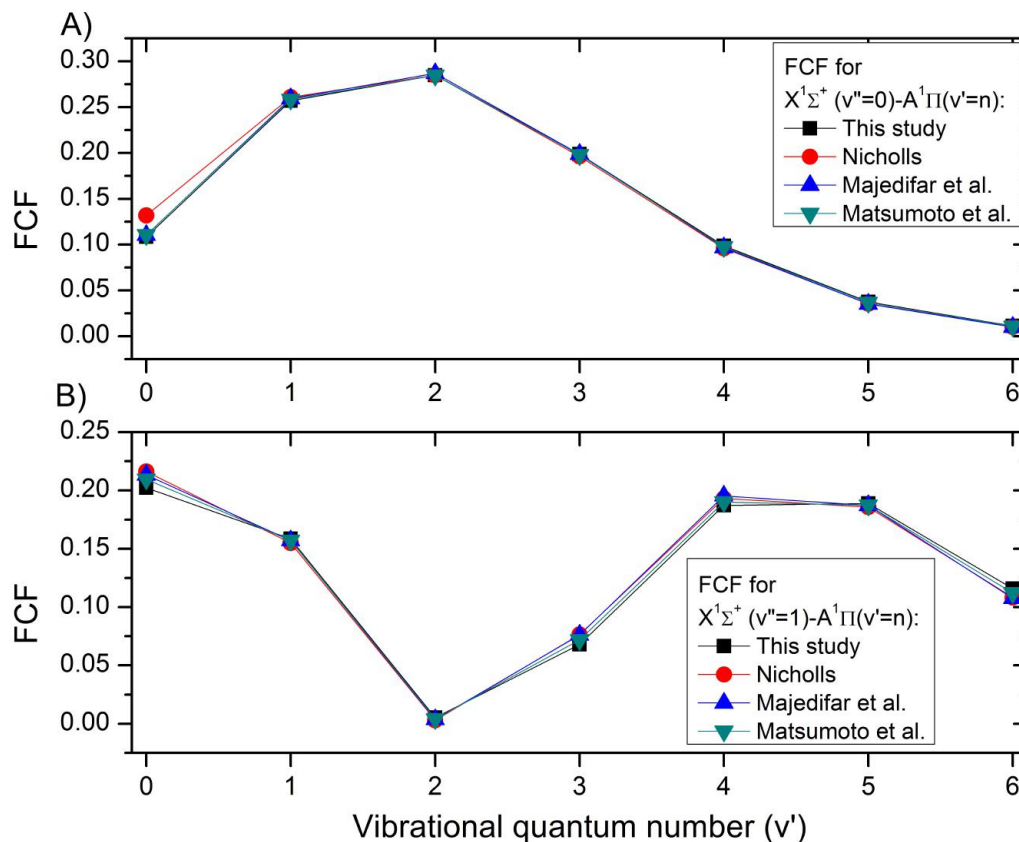 A)
FCF
0.30
0.25
0.20
0.15
0.10
0.05
0.00
FCF for
X¹Σ⁺ (v"=0)-A¹Π(v'=n):
This study
Nicholls
Majedifar et al.
Matsumoto et al.
0 1 2 3 4 5 6
B)
FCF
0.25
0.20
0.15
0.10
0.05
0.00
FCF for
X¹Σ⁺ (v"=1)-A¹Π(v'=n):
This study
Nicholls
Majedifar et al.
Matsumoto et al.
0 1 2 3 4 5 6
Vibrational quantum number (v')